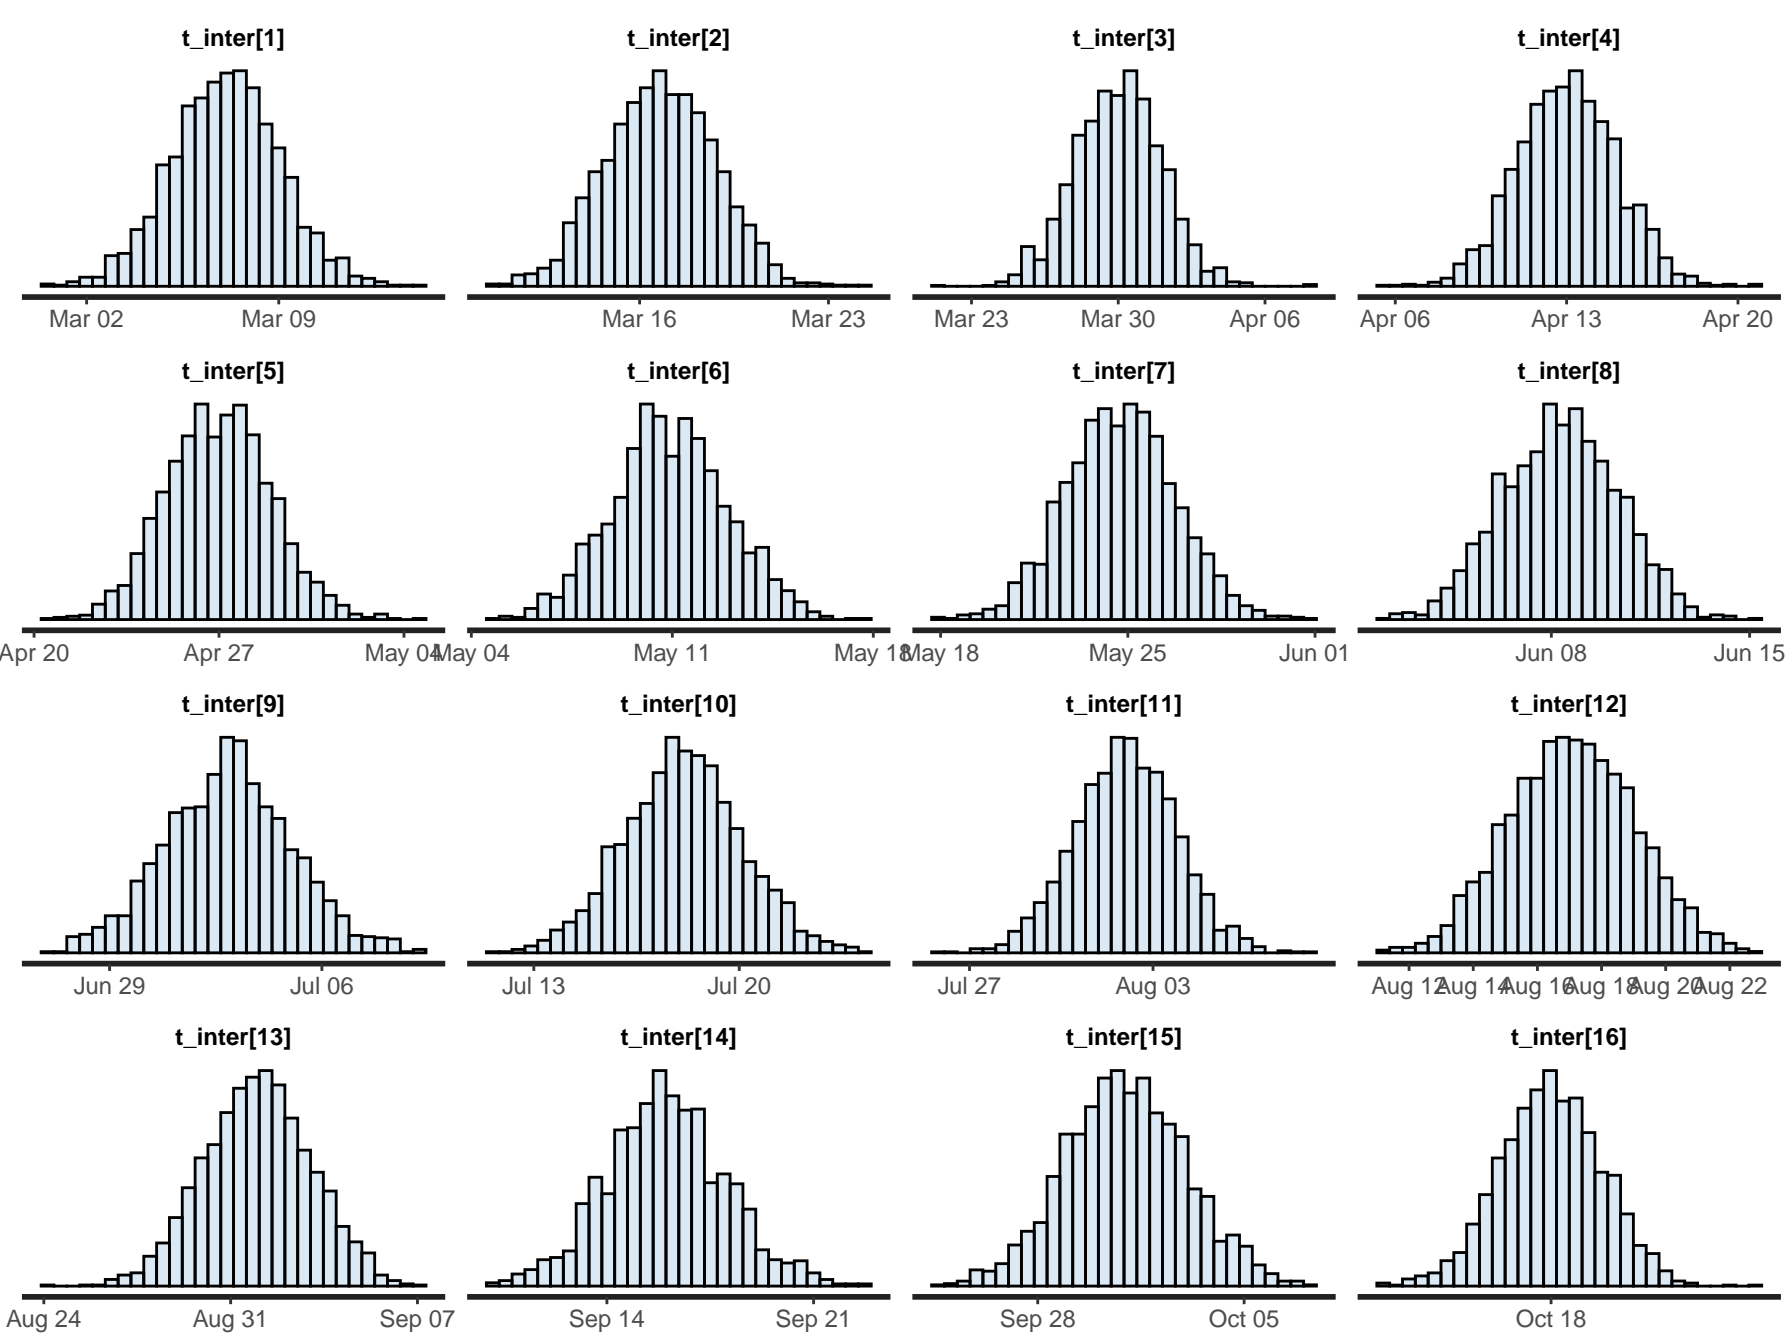 t_inter[1] t_inter[2] t_inter[3] t_inter[4]
Mar 02 Mar 09 Mar 16 Mar 23 Mar 23 Mar 30 Apr 06 Apr 06 Apr 13 Apr 20
t_inter[5] t_inter[6] t_inter[7] t_inter[8]
Apr 20 Apr 27 May 04 May 04 May 11 May 18 May 18 May 25 Jun 01 Jun 08 Jun 15
t_inter[9] t_inter[10] t_inter[11] t_inter[12]
Jun 29 Jul 06 Jul 13 Jul 20 Jul 27 Aug 03 Aug 12 Aug 14 Aug 16 Aug 18 Aug 20 Aug 22
t_inter[13] t_inter[14] t_inter[15] t_inter[16]
Aug 24 Aug 31 Sep 07 Sep 14 Sep 21 Sep 28 Oct 05 Oct 18